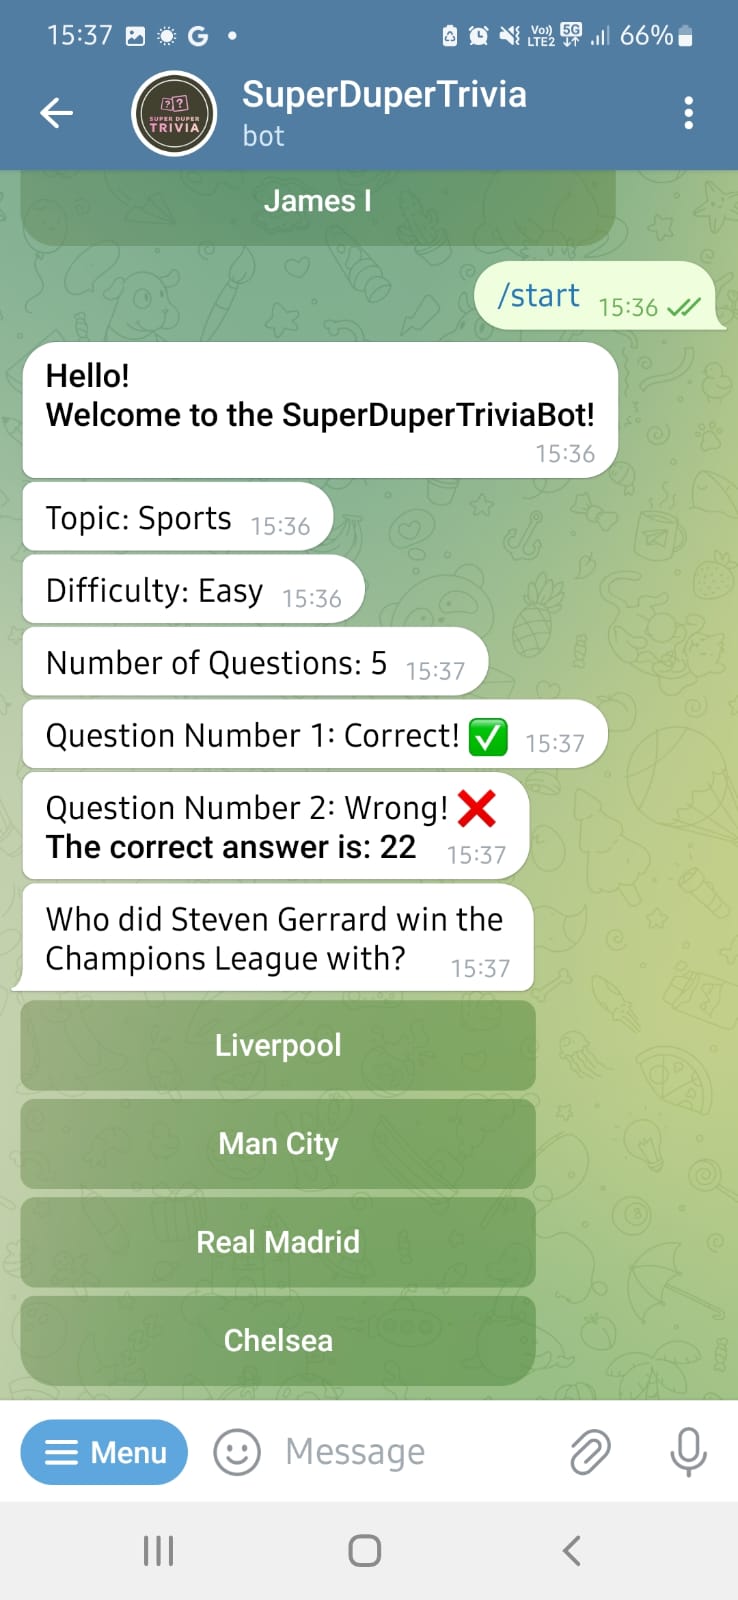 15:37 G 66%
Vo)) 5G
LTE2
SuperDuperTrivia
bot
??
SUPER DUPER
TRIVIA
James I
/start 15:36
Hello!
Welcome to the SuperDuperTriviaBot!
15:36
Topic: Sports 15:36
Difficulty: Easy 15:36
Number of Questions: 5 15:37
Question Number 1: Correct! ✅ 15:37
Question Number 2: Wrong! ❌
The correct answer is: 22 15:37
Who did Steven Gerrard win the
Champions League with? 15:37
Liverpool
Man City
Real Madrid
Chelsea
Menu Message